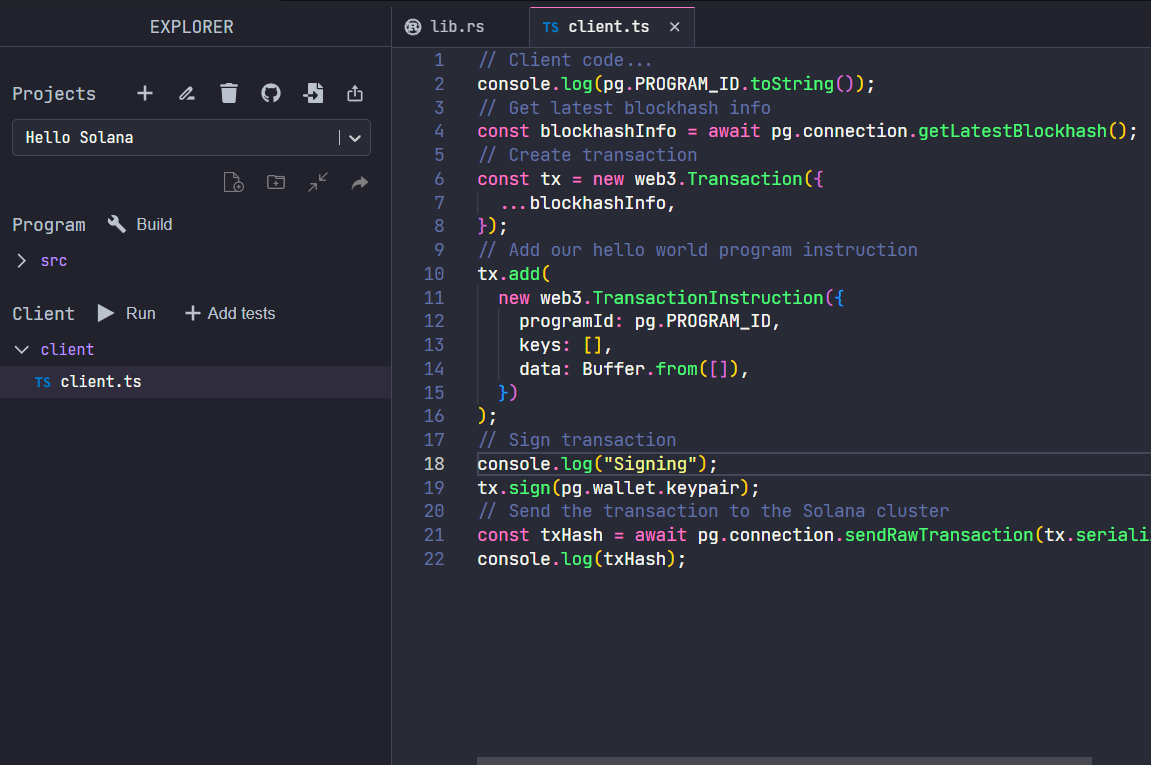 EXPLORER
Projects
Hello Solana
Program Build
src
Client Run Add tests
client
TS client.ts
lib.rs
TS client.ts
1 // Client code...
2 console.log(pg.PROGRAM_ID.toString());
3 // Get latest blockhash info
4 const blockhashInfo = await pg.connection.getLatestBlockhash();
5 // Create transaction
6 const tx = new web3.Transaction({
7   ...blockhashInfo,
8 });
9 // Add our hello world program instruction
10 tx.add(
11   new web3.TransactionInstruction({
12     programId: pg.PROGRAM_ID,
13     keys: [],
14     data: Buffer.from([]),
15   })
16 );
17 // Sign transaction
18 console.log("Signing");
19 tx.sign(pg.wallet.keypair);
20 // Send the transaction to the Solana cluster
21 const txHash = await pg.connection.sendRawTransaction(tx.seriali
22 console.log(txHash);